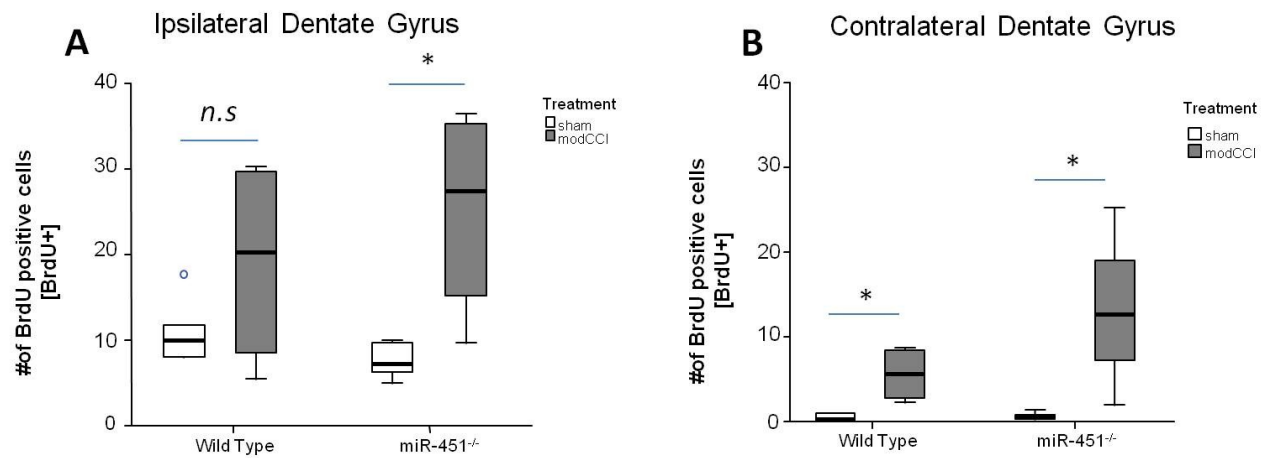 A
Ipsilateral Dentate Gyrus
#of BrdU positive cells
[BrdU+]
40
30
20
10
0
n.s
*
Treatment
sham
modCCI
Wild Type
miR-451-/-
B
Contralateral Dentate Gyrus
#of BrdU positive cells
[BrdU+]
40
30
20
10
0
*
*
Treatment
sham
modCCI
Wild Type
miR-451-/-